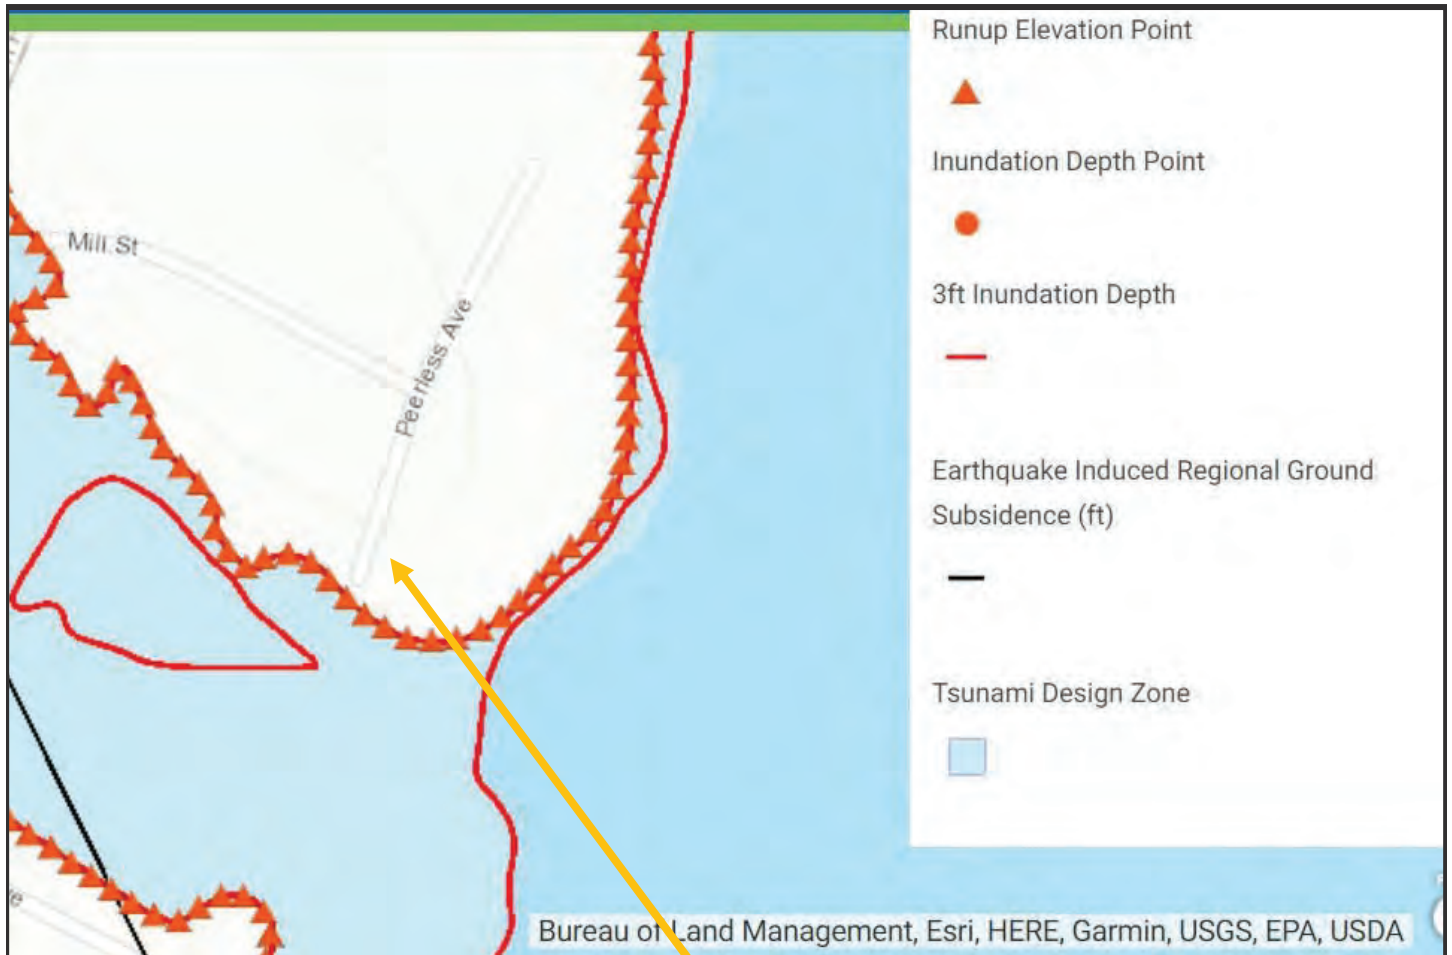 Runup Elevation Point
Inundation Depth Point
3ft Inundation Depth
Earthquake Induced Regional Ground
Subsidence (ft)
Tsunami Design Zone
Mill St
Peerless Ave
Bureau of Land Management, Esri, HERE, Garmin, USGS, EPA, USDA